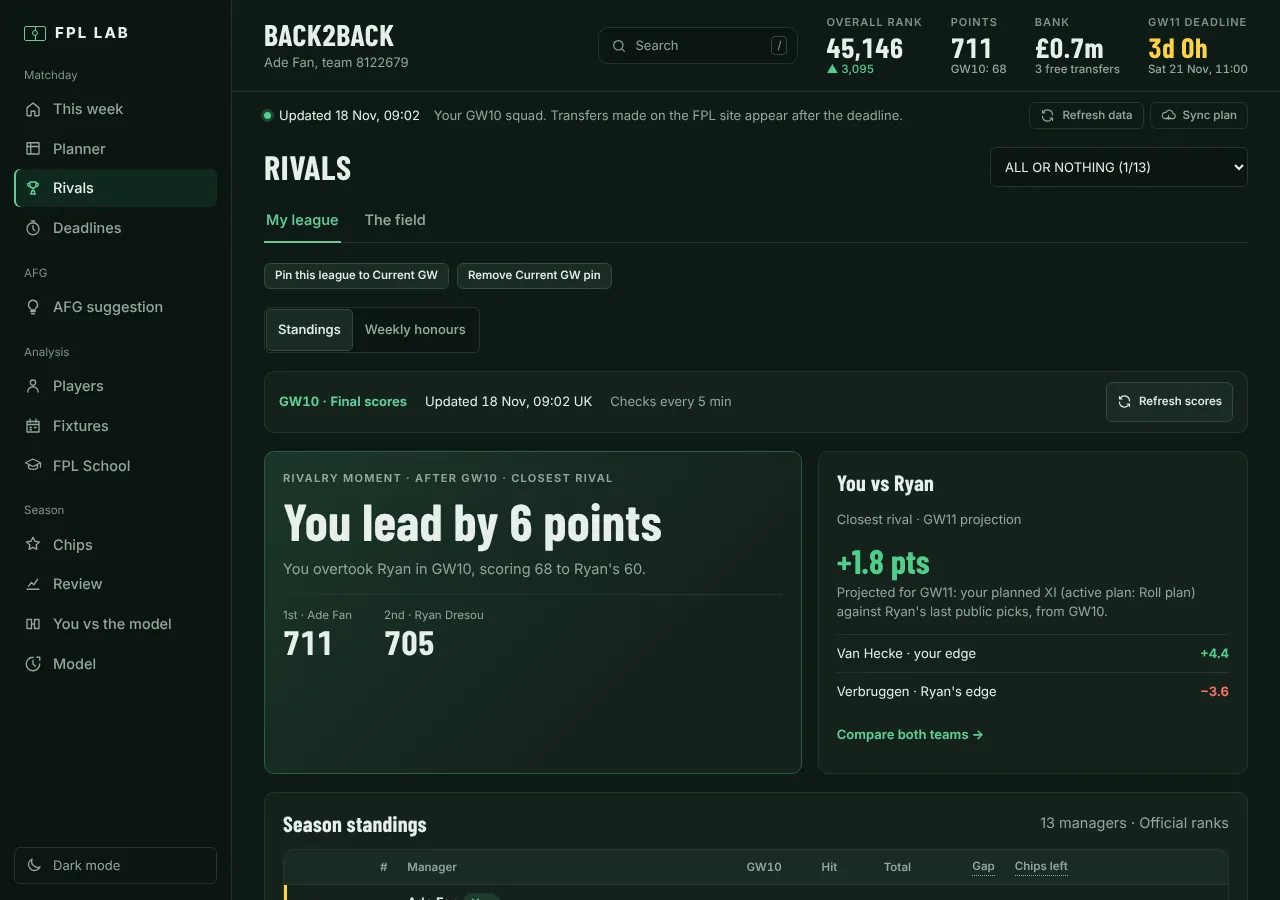 FPL LAB
Matchday
This week
Planner
Rivals
Deadlines
AFG
AFG suggestion
Analysis
Players
Fixtures
FPL School
Season
Chips
Review
You vs the model
Model
Dark mode
BACK2BACK
Ade Fan, team 8122679
Search /
OVERALL RANK
45,146
▲ 3,095
POINTS
711
GW10: 68
BANK
£0.7m
3 free transfers
GW11 DEADLINE
3d 0h
Sat 21 Nov, 11:00
Updated 18 Nov, 09:02 Your GW10 squad. Transfers made on the FPL site appear after the deadline.
Refresh data
Sync plan
RIVALS
ALL OR NOTHING (1/13)
My league The field
Pin this league to Current GW Remove Current GW pin
Standings Weekly honours
GW10 · Final scores Updated 18 Nov, 09:02 UK Checks every 5 min
Refresh scores
RIVALRY MOMENT · AFTER GW10 · CLOSEST RIVAL
You lead by 6 points
You overtook Ryan in GW10, scoring 68 to Ryan's 60.
1st · Ade Fan 2nd · Ryan Dresou
711 705
You vs Ryan
Closest rival · GW11 projection
+1.8 pts
Projected for GW11: your planned XI (active plan: Roll plan)
against Ryan's last public picks, from GW10.
Van Hecke · your edge +4.4
Verbruggen · Ryan's edge −3.6
Compare both teams →
Season standings
13 managers · Official ranks
# Manager GW10 Hit Total Gap Chips left